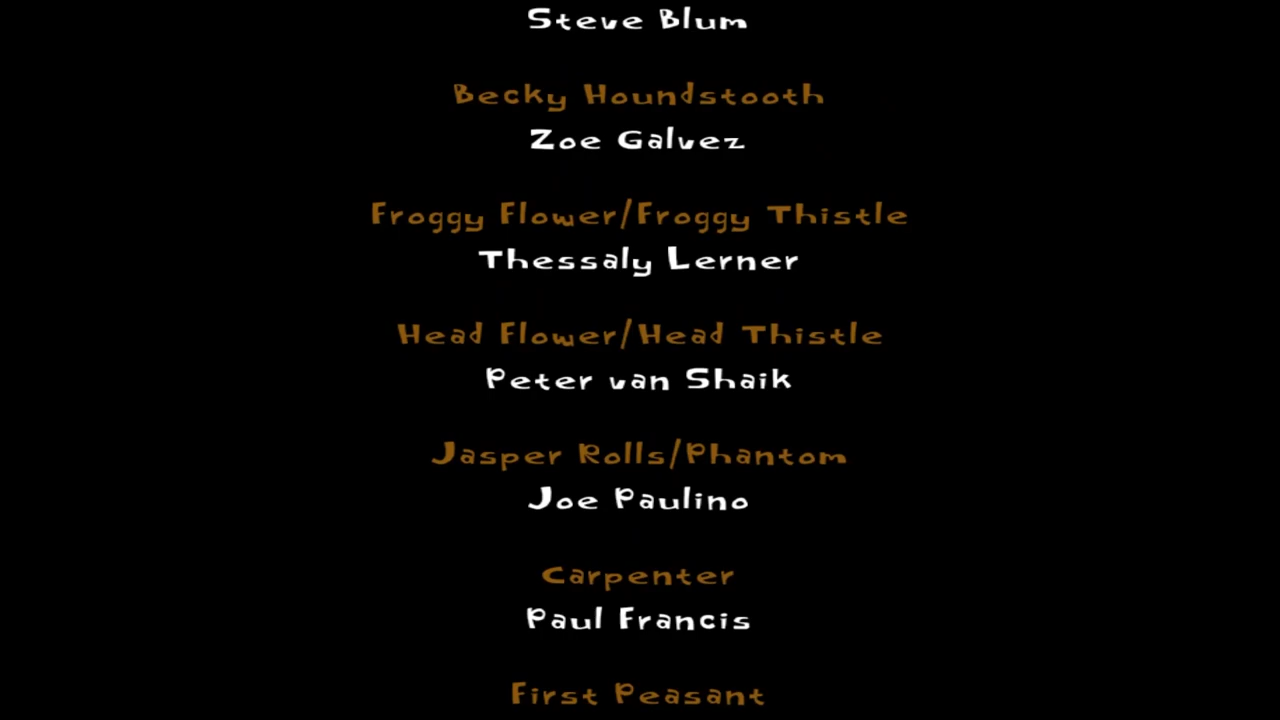 Steve Blum
Becky Houndstooth
Zoe Galvez
Froggy Flower/Froggy Thistle
Thessaly Lerner
Head Flower/Head Thistle
Peter van Shaik
Jasper Rolls/Phantom
Joe Paulino
Carpenter
Paul Francis
First Peasant